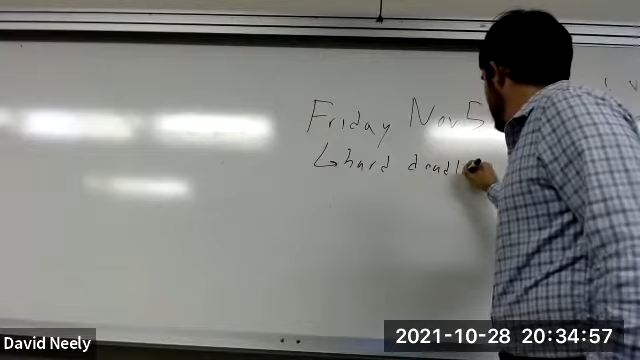 Friday Nov 5
↳ hard deadl
David Neely
2021-10-28 20:34:57